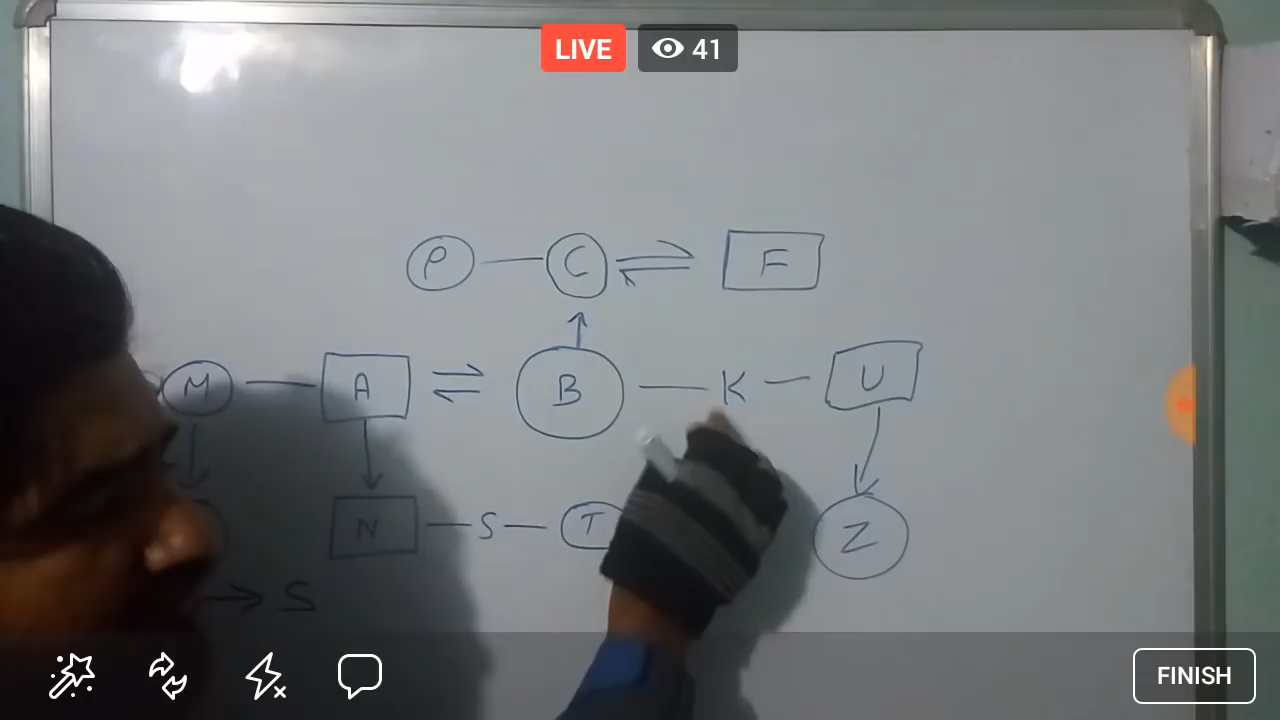 LIVE 41
P — C ⇌ F
M — A ⇌ B — K — U
N — S — T Z
→ S
FINISH